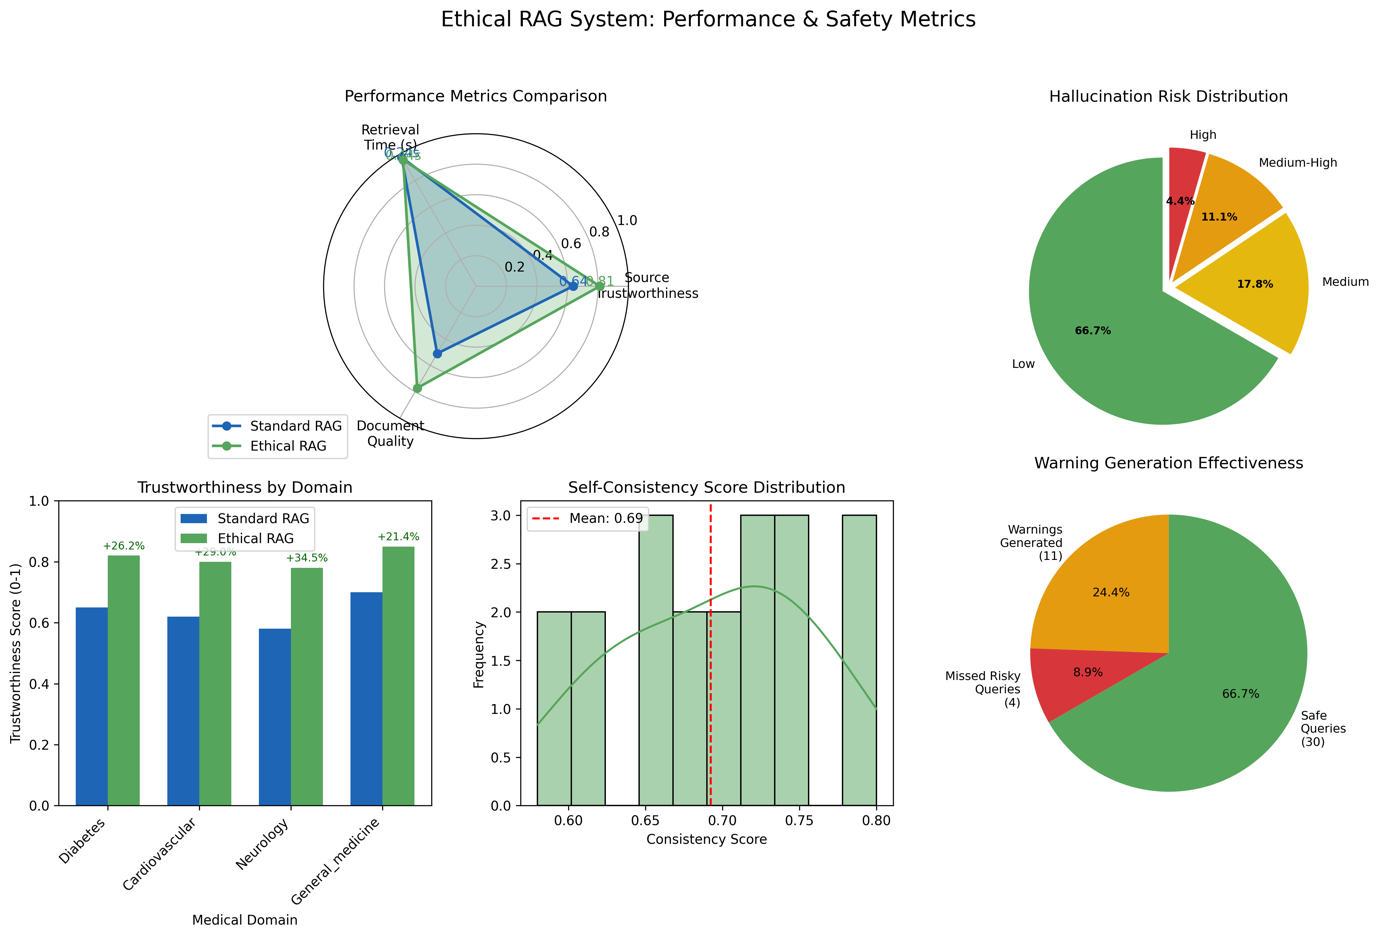 Ethical RAG System: Performance & Safety Metrics
Performance Metrics Comparison
Retrieval
Time (s)
0.2
0.4
0.6
0.8
1.0
0.64
0.81
Source
Trustworthiness
Document
Quality
Standard RAG
Ethical RAG
Hallucination Risk Distribution
High
Medium-High
Medium
Low
4.4%
11.1%
17.8%
66.7%
Trustworthiness by Domain
Standard RAG
Ethical RAG
+26.2%
+29.0%
+34.5%
+21.4%
Trustworthiness Score (0-1)
1.0
0.8
0.6
0.4
0.2
0.0
Diabetes
Cardiovascular
Neurology
General_medicine
Medical Domain
Self-Consistency Score Distribution
Mean: 0.69
Frequency
3.0
2.5
2.0
1.5
1.0
0.5
0.0
0.60
0.65
0.70
0.75
0.80
Consistency Score
Warning Generation Effectiveness
Warnings
Generated
(11)
24.4%
Missed Risky
Queries
(4)
8.9%
66.7%
Safe
Queries
(30)